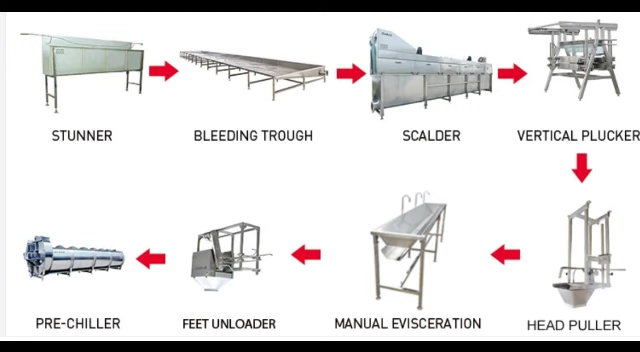 STUNNER
BLEEDING TROUGH
SCALDER
VERTICAL PLUCKER
HEAD PULLER
MANUAL EVISCERATION
FEET UNLOADER
PRE-CHILLER